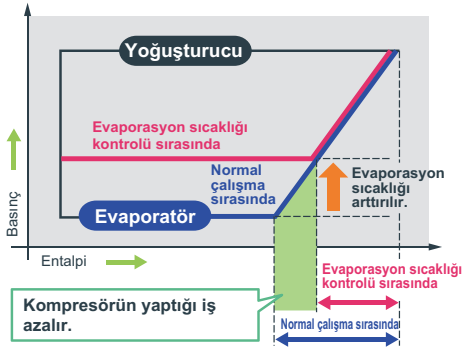 Yoğuşturucu
Evaporasyon sıcaklığı
kontrolü sırasında
Normal
çalışma
sırasında
Evaporasyon
sıcaklığı
arttırılır.
Evaporatör
Basınç
Entalpi
Evaporasyon sıcaklığı
kontrolü sırasında
Kompresörün yaptığı iş
azalır.
Normal çalışma sırasında